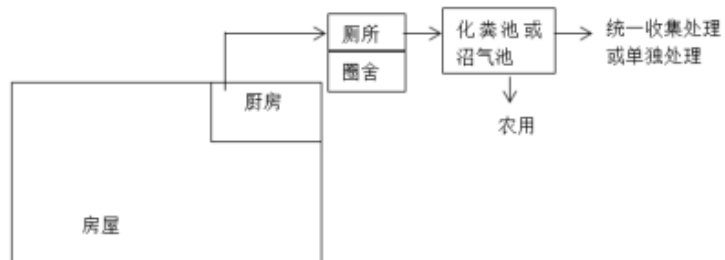 厕所
圈舍
化粪池或
沼气池
统一收集处理
或单独处理
厨房
农用
房屋